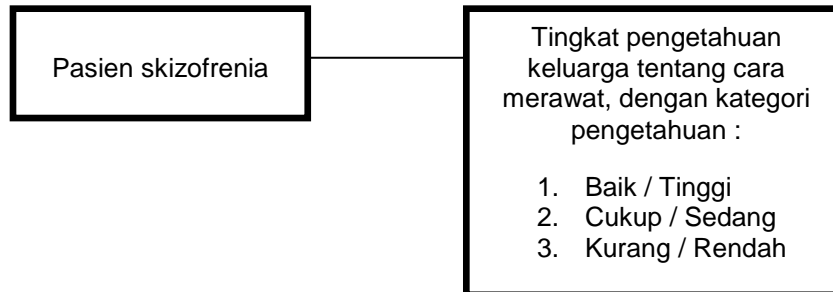 Pasien skizofrenia
Tingkat pengetahuan
keluarga tentang cara
merawat, dengan kategori
pengetahuan :
1. Baik / Tinggi
2. Cukup / Sedang
3. Kurang / Rendah